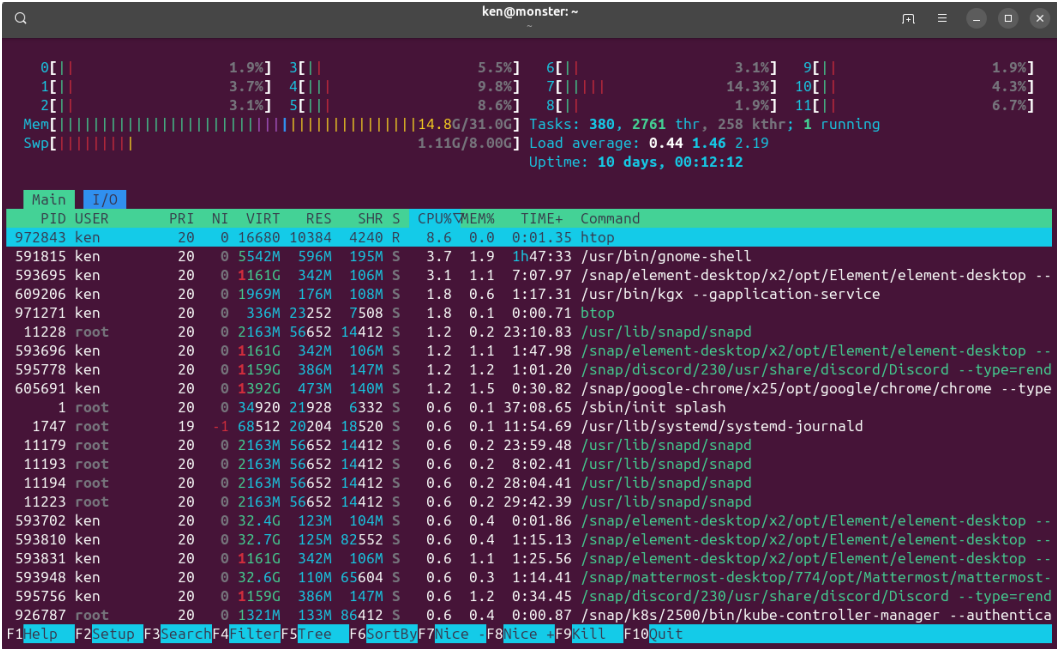 ken@monster: ~
~
0[|| 1.9%] 3[|| 5.5%] 6[|| 3.1%] 9[|| 1.9%]
1[|| 3.7%] 4[||| 9.8%] 7[||||| 14.3%] 10[|| 4.3%]
2[|| 3.1%] 5[||| 8.6%] 8[|| 1.9%] 11[|| 6.7%]
Mem[||||||||||||||||||||||||||||||||||||||||||14.8G/31.0G] Tasks: 380, 2761 thr, 258 kthr; 1 running
Swp[||||||||| 1.11G/8.00G] Load average: 0.44 1.46 2.19
Uptime: 10 days, 00:12:12
Main I/O
PID USER PRI NI VIRT RES SHR S CPU%▽MEM% TIME+ Command
972843 ken 20 0 16680 10384 4240 R 8.6 0.0 0:01.35 htop
591815 ken 20 0 5542M 596M 195M S 3.7 1.9 1h47:33 /usr/bin/gnome-shell
593695 ken 20 0 1161G 342M 106M S 3.1 1.1 7:07.97 /snap/element-desktop/x2/opt/Element/element-desktop --
609206 ken 20 0 1969M 176M 108M S 1.8 0.6 1:17.31 /usr/bin/kgx --gapplication-service
971271 ken 20 0 336M 23252 7508 S 1.8 0.1 0:00.71 btop
11228 root 20 0 2163M 56652 14412 S 1.2 0.2 23:10.83 /usr/lib/snapd/snapd
593696 ken 20 0 1161G 342M 106M S 1.2 1.1 1:47.98 /snap/element-desktop/x2/opt/Element/element-desktop --
595778 ken 20 0 1159G 386M 147M S 1.2 1.2 1:01.20 /snap/discord/230/usr/share/discord/Discord --type=rend
605691 ken 20 0 1392G 473M 140M S 1.2 1.5 0:30.82 /snap/google-chrome/x25/opt/google/chrome/chrome --type
1 root 20 0 34920 21928 6332 S 0.6 0.1 37:08.65 /sbin/init splash
1747 root 19 -1 68512 20204 18520 S 0.6 0.1 11:54.69 /usr/lib/systemd/systemd-journald
11179 root 20 0 2163M 56652 14412 S 0.6 0.2 23:59.48 /usr/lib/snapd/snapd
11193 root 20 0 2163M 56652 14412 S 0.6 0.2 8:02.41 /usr/lib/snapd/snapd
11194 root 20 0 2163M 56652 14412 S 0.6 0.2 28:04.41 /usr/lib/snapd/snapd
11223 root 20 0 2163M 56652 14412 S 0.6 0.2 29:42.39 /usr/lib/snapd/snapd
593702 ken 20 0 32.4G 123M 104M S 0.6 0.4 0:01.86 /snap/element-desktop/x2/opt/Element/element-desktop --
593810 ken 20 0 32.7G 125M 82552 S 0.6 0.4 1:15.13 /snap/element-desktop/x2/opt/Element/element-desktop --
593831 ken 20 0 1161G 342M 106M S 0.6 1.1 1:25.56 /snap/element-desktop/x2/opt/Element/element-desktop --
593948 ken 20 0 32.6G 110M 65604 S 0.6 0.3 1:14.41 /snap/mattermost-desktop/774/opt/Mattermost/mattermost-
595756 ken 20 0 1159G 386M 147M S 0.6 1.2 0:34.45 /snap/discord/230/usr/share/discord/Discord --type=rend
926787 root 20 0 1321M 133M 86412 S 0.6 0.4 0:00.87 /snap/k8s/2500/bin/kube-controller-manager --authentica
F1Help F2Setup F3SearchF4FilterF5Tree F6SortByF7Nice -F8Nice +F9Kill F10Quit